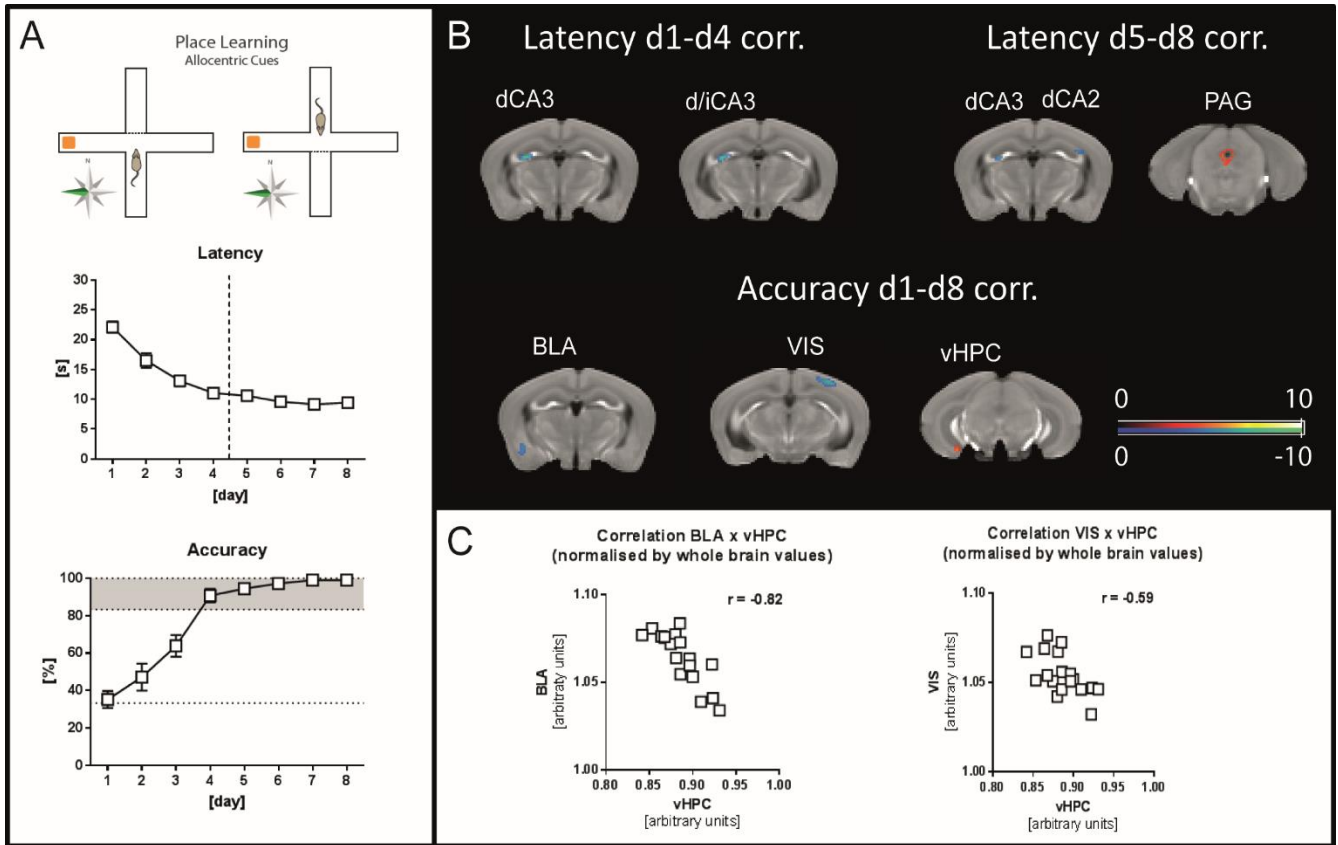 A
Place Learning
Allocentric Cues
N
N
Latency
30
25
20
15
10
5
0
[s]
1 2 3 4 5 6 7 8
[day]
Accuracy
100
80
60
40
20
0
[%]
1 2 3 4 5 6 7 8
[day]
B
Latency d1-d4 corr.
Latency d5-d8 corr.
dCA3
d/iCA3
dCA3
dCA2
PAG
Accuracy d1-d8 corr.
BLA
VIS
vHPC
0 10
0 -10
C
Correlation BLA x vHPC
(normalised by whole brain values)
r = -0.82
1.10
1.05
1.00
BLA
[arbitraty units]
0.80 0.85 0.90 0.95 1.00
vHPC
[arbitrary units]
Correlation VIS x vHPC
(normalised by whole brain values)
r = -0.59
1.10
1.05
1.00
VIS
[arbitrary units]
0.80 0.85 0.90 0.95 1.00
vHPC
[arbitrary units]